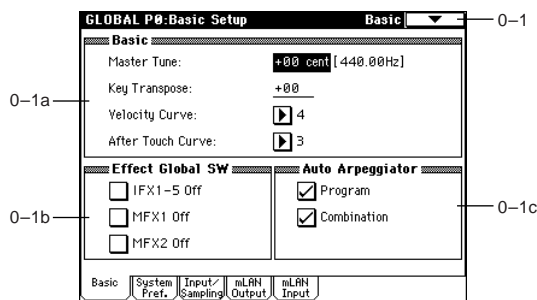 GLOBAL P0:Basic Setup Basic
0–1
Basic
Master Tune: +00 cent [440.00Hz]
Key Transpose: +00
0–1a
Velocity Curve: 4
After Touch Curve: 3
Effect Global SW Auto Arpeggiator
IFX1-5 Off Program
0–1b
MFX1 Off Combination
0–1c
MFX2 Off
Basic System Pref. Input/Sampling mLAN Output mLAN Input